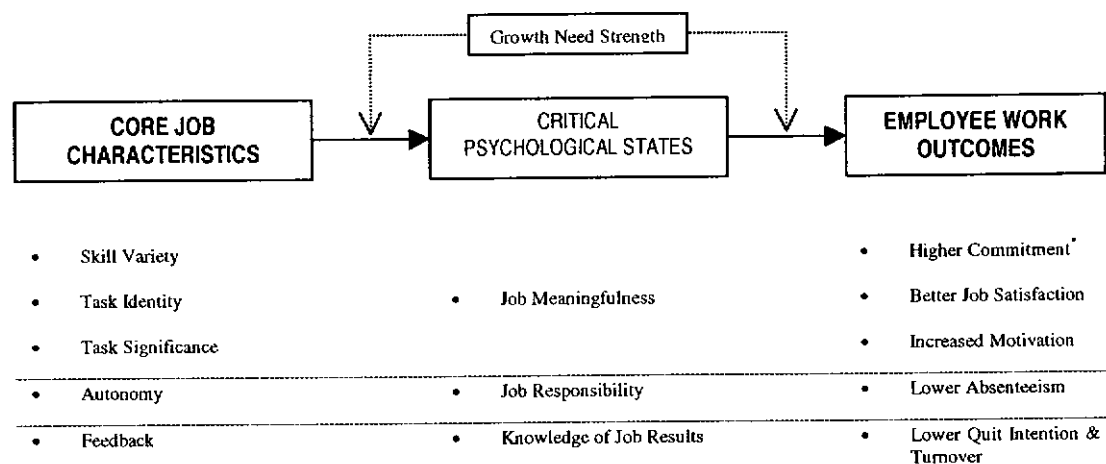 Growth Need Strength
CORE JOB
CHARACTERISTICS
CRITICAL
PSYCHOLOGICAL STATES
EMPLOYEE WORK
OUTCOMES
• Skill Variety
• Task Identity
• Task Significance
• Job Meaningfulness
• Higher Commitment*
• Better Job Satisfaction
• Increased Motivation
• Autonomy • Job Responsibility • Lower Absenteeism
• Feedback • Knowledge of Job Results • Lower Quit Intention &
Turnover